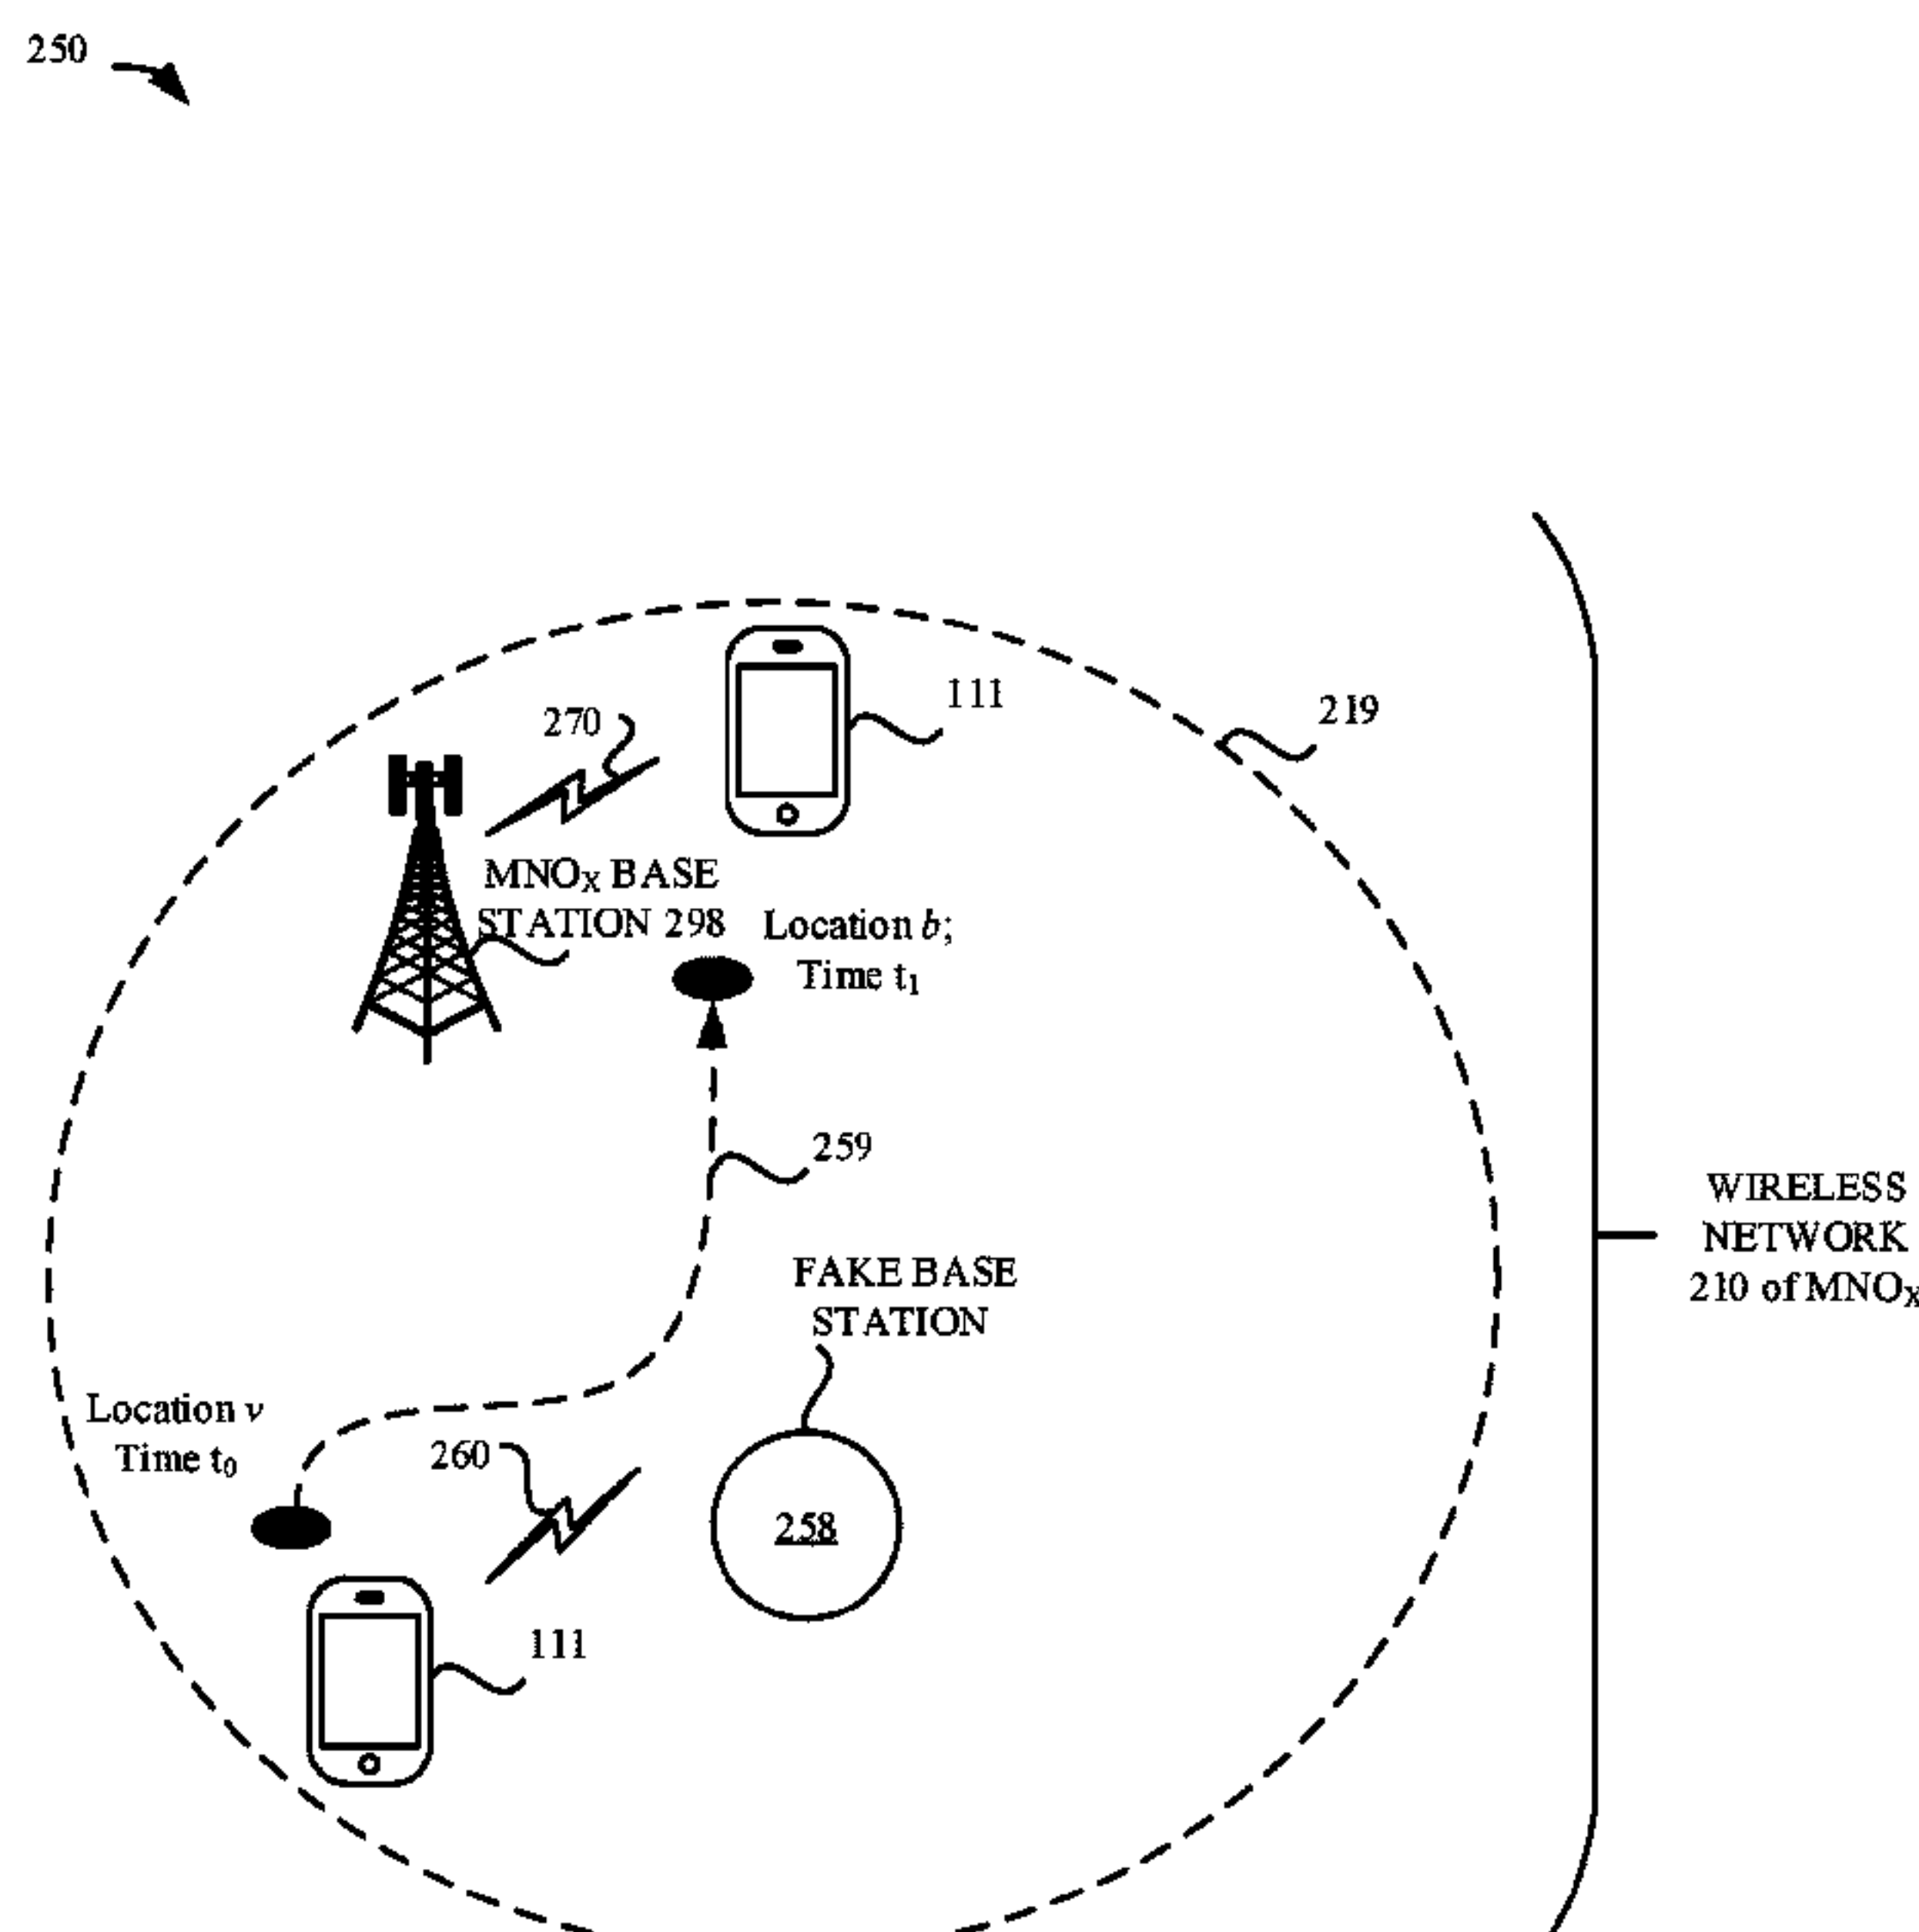 250
111
219
270
MNOX BASE
STATION 298
Location b;
Time t1
259
WIRELESS
NETWORK
210 of MNOX
FAKE BASE
STATION
Location v
Time t0
260
258
111